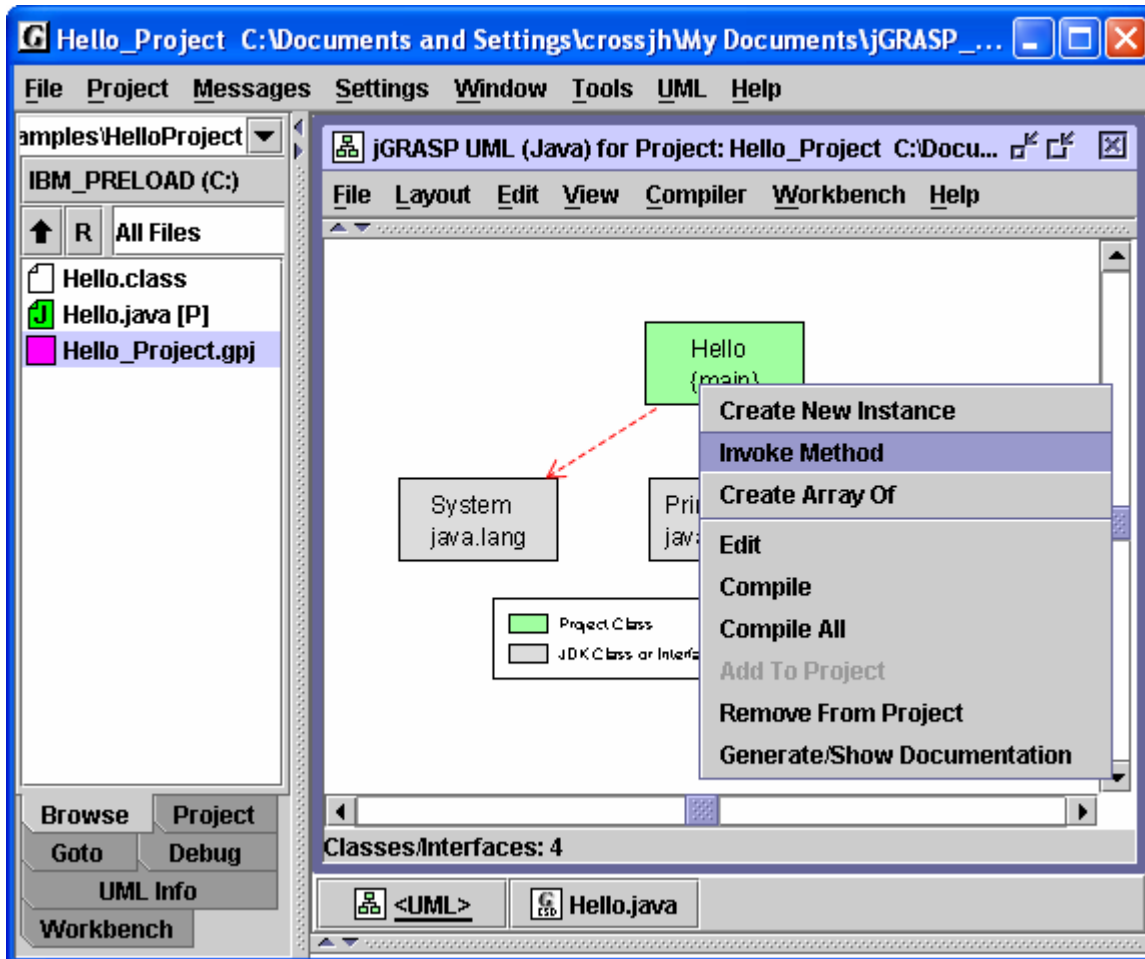 Hello_Project C:\Documents and Settings\crossjh\My Documents\jGRASP_...
File Project Messages Settings Window Tools UML Help
amples\HelloProject
IBM_PRELOAD (C:)
R All Files
Hello.class
Hello.java [P]
Hello_Project.gpj
Browse Project
Goto Debug
UML Info
Workbench
jGRASP UML (Java) for Project: Hello_Project C:\Docu...
File Layout Edit View Compiler Workbench Help
Hello
{main}
System
java.lang
Project Class
JDK Class or
Create New Instance
Invoke Method
Create Array Of
Edit
Compile
Compile All
Add To Project
Remove From Project
Generate/Show Documentation
Classes/Interfaces: 4
<UML> Hello.java